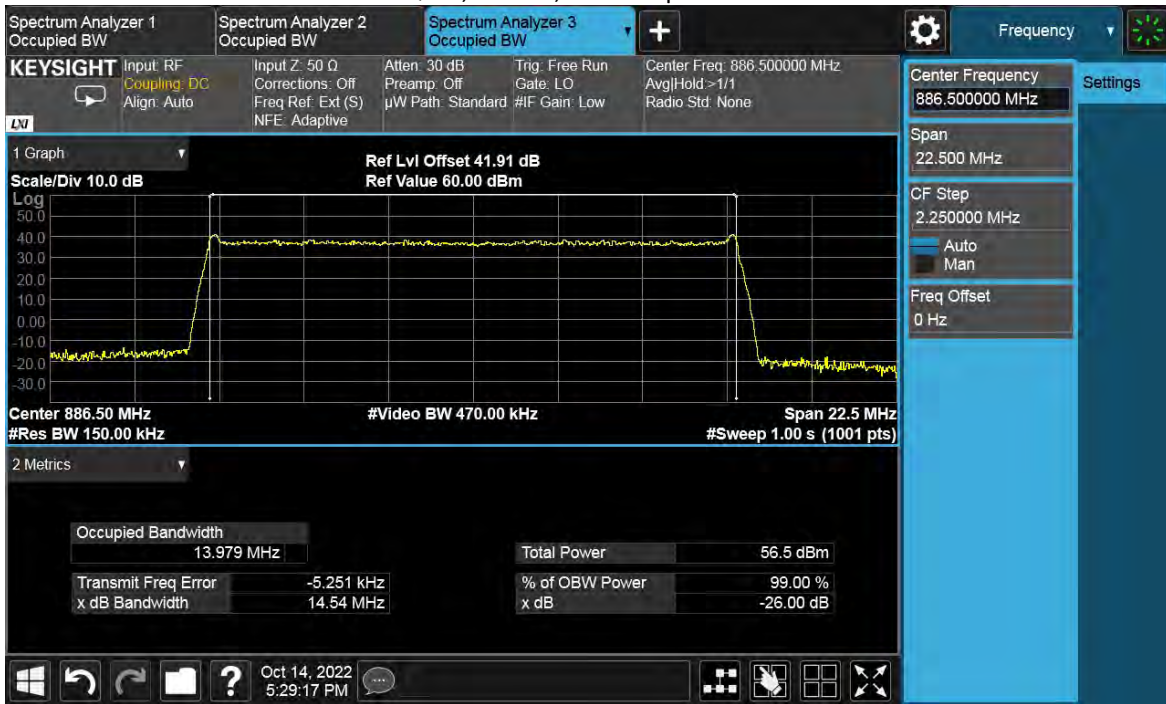 Spectrum Analyzer 1
Occupied BW
Spectrum Analyzer 2
Occupied BW
Spectrum Analyzer 3
Occupied BW
Frequency
KEYSIGHT
LXI
Input: RF
Coupling: DC
Align: Auto
Input Z: 50 Ω
Corrections: Off
Freq Ref: Ext (S)
NFE: Adaptive
Atten: 30 dB
Preamp: Off
µW Path: Standard
Trig: Free Run
Gate: LO
#IF Gain: Low
Center Freq: 886.500000 MHz
Avg|Hold:>1/1
Radio Std: None
Center Frequency
886.500000 MHz
Settings
Span
22.500 MHz
CF Step
2.250000 MHz
Auto
Man
Freq Offset
0 Hz
1 Graph
Ref Lvl Offset 41.91 dB
Scale/Div 10.0 dB
Ref Value 60.00 dBm
Log
50.0
40.0
30.0
20.0
10.0
0.00
-10.0
-20.0
-30.0
Center 886.50 MHz
#Video BW 470.00 kHz
Span 22.5 MHz
#Res BW 150.00 kHz
#Sweep 1.00 s (1001 pts)
2 Metrics
Occupied Bandwidth
13.979 MHz
Total Power 56.5 dBm
Transmit Freq Error -5.251 kHz
% of OBW Power 99.00 %
x dB Bandwidth 14.54 MHz
x dB -26.00 dB
?
Oct 14, 2022
5:29:17 PM